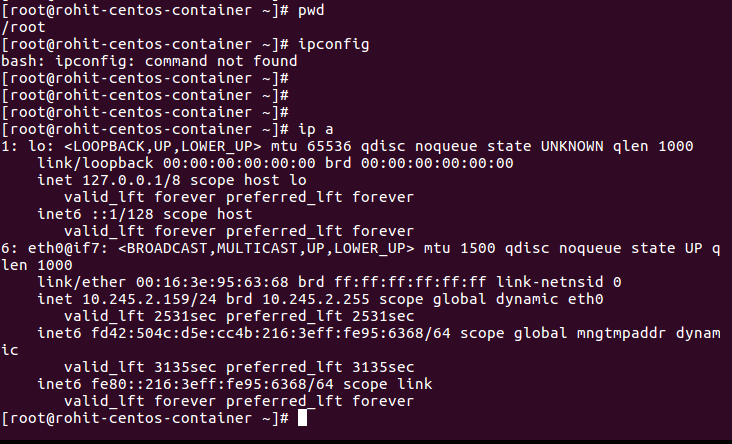 [root@rohit-centos-container ~]# pwd
/root
[root@rohit-centos-container ~]# ipconfig
bash: ipconfig: command not found
[root@rohit-centos-container ~]#
[root@rohit-centos-container ~]#
[root@rohit-centos-container ~]#
[root@rohit-centos-container ~]# ip a
1: lo: <LOOPBACK,UP,LOWER_UP> mtu 65536 qdisc noqueue state UNKNOWN qlen 1000
    link/loopback 00:00:00:00:00:00 brd 00:00:00:00:00:00
    inet 127.0.0.1/8 scope host lo
       valid_lft forever preferred_lft forever
    inet6 ::1/128 scope host
       valid_lft forever preferred_lft forever
6: eth0@if7: <BROADCAST,MULTICAST,UP,LOWER_UP> mtu 1500 qdisc noqueue state UP q
len 1000
    link/ether 00:16:3e:95:63:68 brd ff:ff:ff:ff:ff:ff link-netnsid 0
    inet 10.245.2.159/24 brd 10.245.2.255 scope global dynamic eth0
       valid_lft 2531sec preferred_lft 2531sec
    inet6 fd42:504c:d5e:cc4b:216:3eff:fe95:6368/64 scope global mngtmpaddr dynam
ic
       valid_lft 3135sec preferred_lft 3135sec
    inet6 fe80::216:3eff:fe95:6368/64 scope link
       valid_lft forever preferred_lft forever
[root@rohit-centos-container ~]#